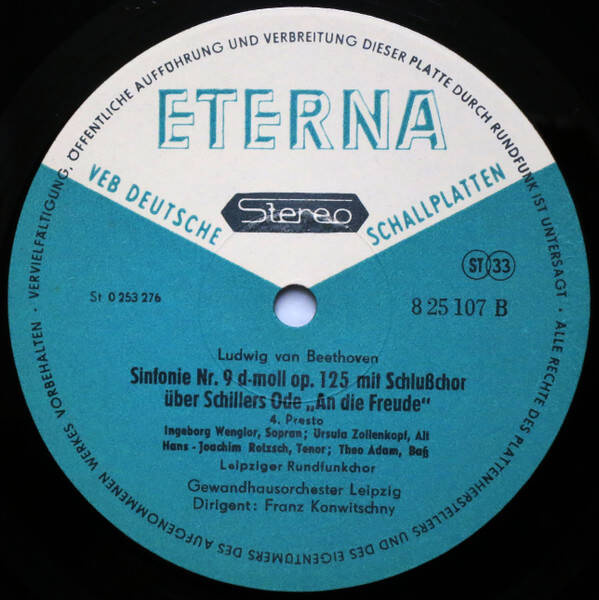 VERVIELFÄLTIGUNG, ÖFFENTLICHE AUFFÜHRUNG UND VERBREITUNG DIESER PLATTE DURCH RUNDFUNK IST UNTERSAGT · ALLE RECHTE DES PLATTENHERSTELLERS UND DES EIGENTÜMERS DES AUFGENOMMENEN WERKES VORBEHALTEN ·
ETERNA
VEB DEUTSCHE SCHALLPLATTEN
Stereo
ST 33
St 0 253 276
8 25 107 B
Ludwig van Beethoven
Sinfonie Nr. 9 d-moll op. 125 mit Schlußchor
über Schillers Ode „An die Freude“
4. Presto
Ingeborg Wenglor, Sopran; Ursula Zollenkopf, Alt
Hans-Joachim Rotzsch, Tenor; Theo Adam, Baß
Leipziger Rundfunkchor
Gewandhausorchester Leipzig
Dirigent: Franz Konwitschny